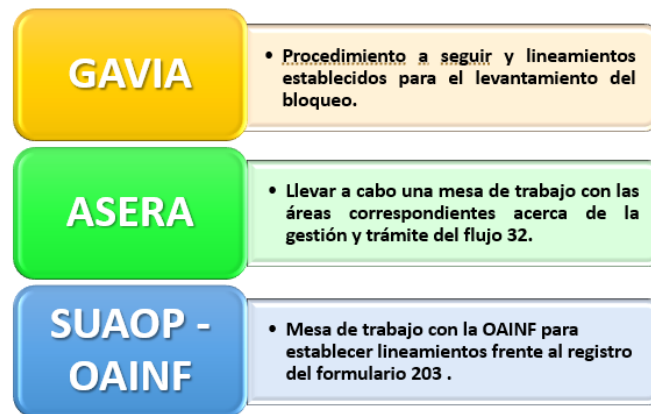 GAVIA
• Procedimiento a seguir y lineamientos
establecidos para el levantamiento del
bloqueo.
ASERA
• Llevar a cabo una mesa de trabajo con las
áreas correspondientes acerca de la
gestión y trámite del flujo 32.
SUAOP -
OAINF
• Mesa de trabajo con la OAINF para
establecer lineamientos frente al registro
del formulario 203 .